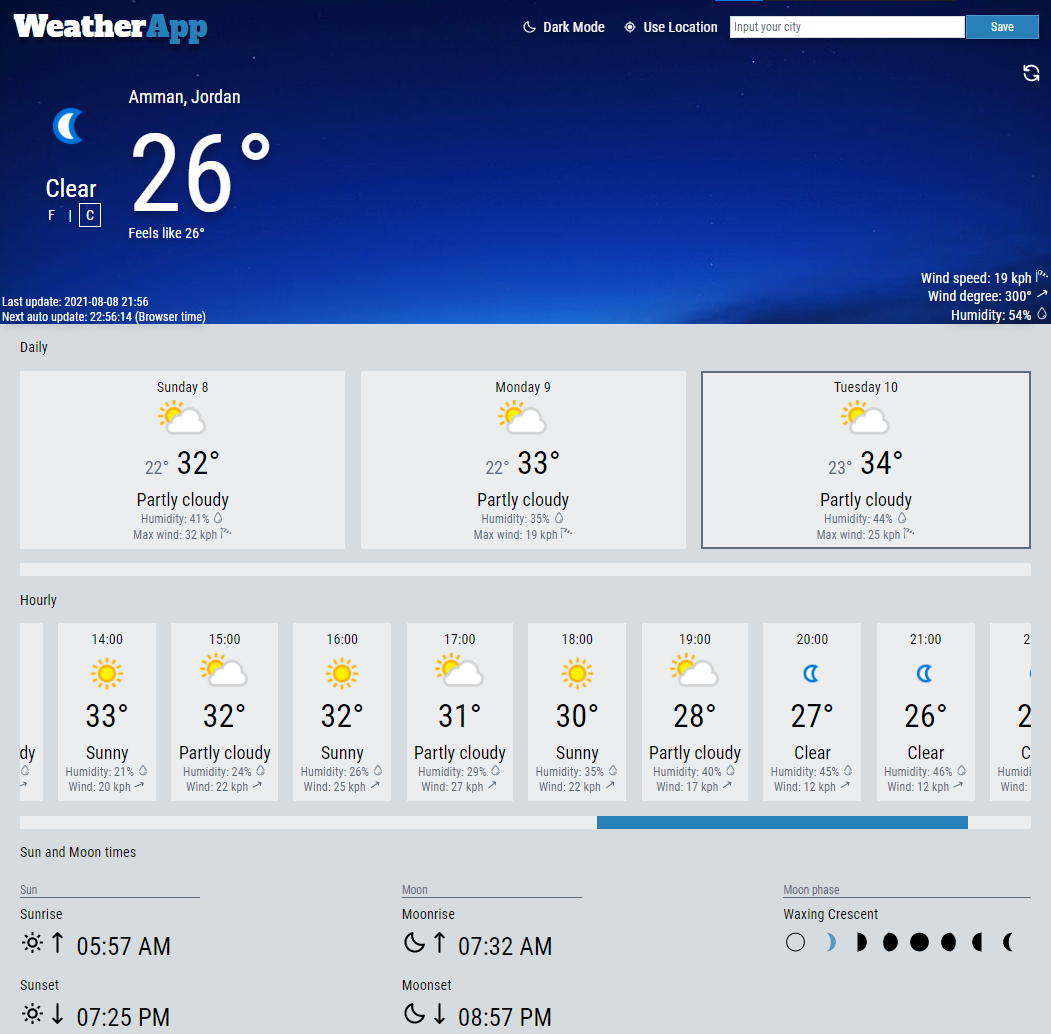 WeatherApp
Dark Mode
Use Location
Input your city
Save
Amman, Jordan
26°
Clear
F | C
Feels like 26°
Wind speed: 19 kph
Wind degree: 300°
Humidity: 54%
Last update: 2021-08-08 21:56
Next auto update: 22:56:14 (Browser time)
Daily
Sunday 8
22° 32°
Partly cloudy
Humidity: 41%
Max wind: 32 kph
Monday 9
22° 33°
Partly cloudy
Humidity: 35%
Max wind: 19 kph
Tuesday 10
23° 34°
Partly cloudy
Humidity: 44%
Max wind: 25 kph
Hourly
dy
14:00
33°
Sunny
Humidity: 21%
Wind: 20 kph
15:00
32°
Partly cloudy
Humidity: 24%
Wind: 22 kph
16:00
32°
Sunny
Humidity: 26%
Wind: 25 kph
17:00
31°
Partly cloudy
Humidity: 29%
Wind: 27 kph
18:00
30°
Sunny
Humidity: 35%
Wind: 22 kph
19:00
28°
Partly cloudy
Humidity: 40%
Wind: 17 kph
20:00
27°
Clear
Humidity: 45%
Wind: 12 kph
21:00
26°
Clear
Humidity: 46%
Wind: 12 kph
2
2
C
Humidi
Wind:
Sun and Moon times
Sun
Sunrise
05:57 AM
Sunset
07:25 PM
Moon
Moonrise
07:32 AM
Moonset
08:57 PM
Moon phase
Waxing Crescent